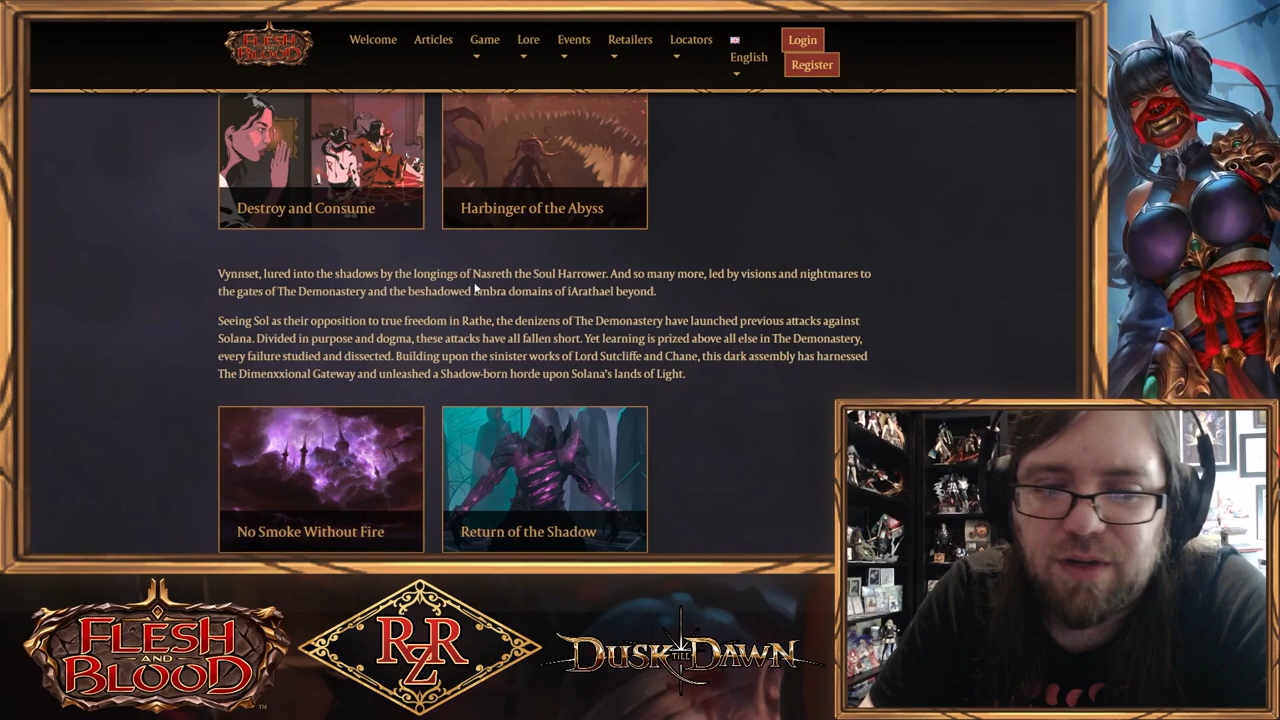 FLESH
AND
BLOOD
Welcome
Articles
Game
Lore
Events
Retailers
Locators
English
Login
Register
Destroy and Consume
Harbinger of the Abyss
Vynnset, lured into the shadows by the longings of Nasreth the Soul Harrower. And so many more, led by visions and nightmares to
the gates of The Demonastery and the beshadowed umbra domains of iArathael beyond.
Seeing Sol as their opposition to true freedom in Rathe, the denizens of The Demonastery have launched previous attacks against
Solana. Divided in purpose and dogma, these attacks have all fallen short. Yet learning is prized above all else in The Demonastery,
every failure studied and dissected. Building upon the sinister works of Lord Sutcliffe and Chane, this dark assembly has harnessed
The Dimenxxional Gateway and unleashed a Shadow-born horde upon Solana's lands of Light.
No Smoke Without Fire
Return of the Shadow
FLESH
AND
BLOOD
TM
RZR
DUSK TILL DAWN